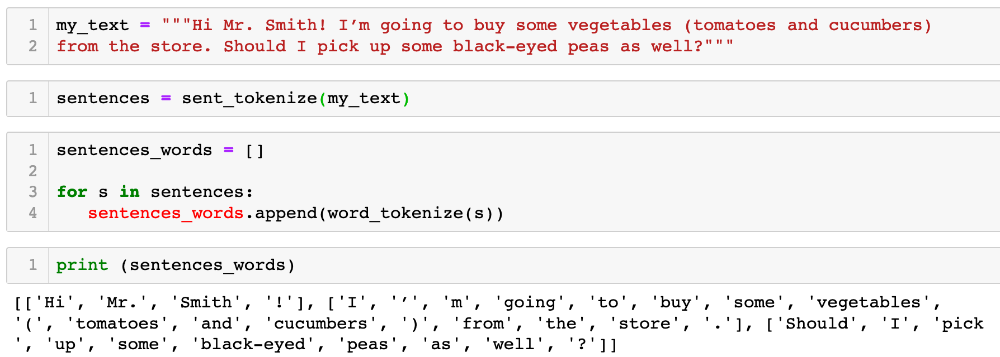 1 my_text = """Hi Mr. Smith! I’m going to buy some vegetables (tomatoes and cucumbers)
2 from the store. Should I pick up some black-eyed peas as well?"""
1 sentences = sent_tokenize(my_text)
1 sentences_words = []
2
3 for s in sentences:
4    sentences_words.append(word_tokenize(s))
1 print (sentences_words)
[['Hi', 'Mr.', 'Smith', '!'], ['I', '’', 'm', 'going', 'to', 'buy', 'some', 'vegetables',
'(', 'tomatoes', 'and', 'cucumbers', ')', 'from', 'the', 'store', '.'], ['Should', 'I', 'pick
', 'up', 'some', 'black-eyed', 'peas', 'as', 'well', '?']]